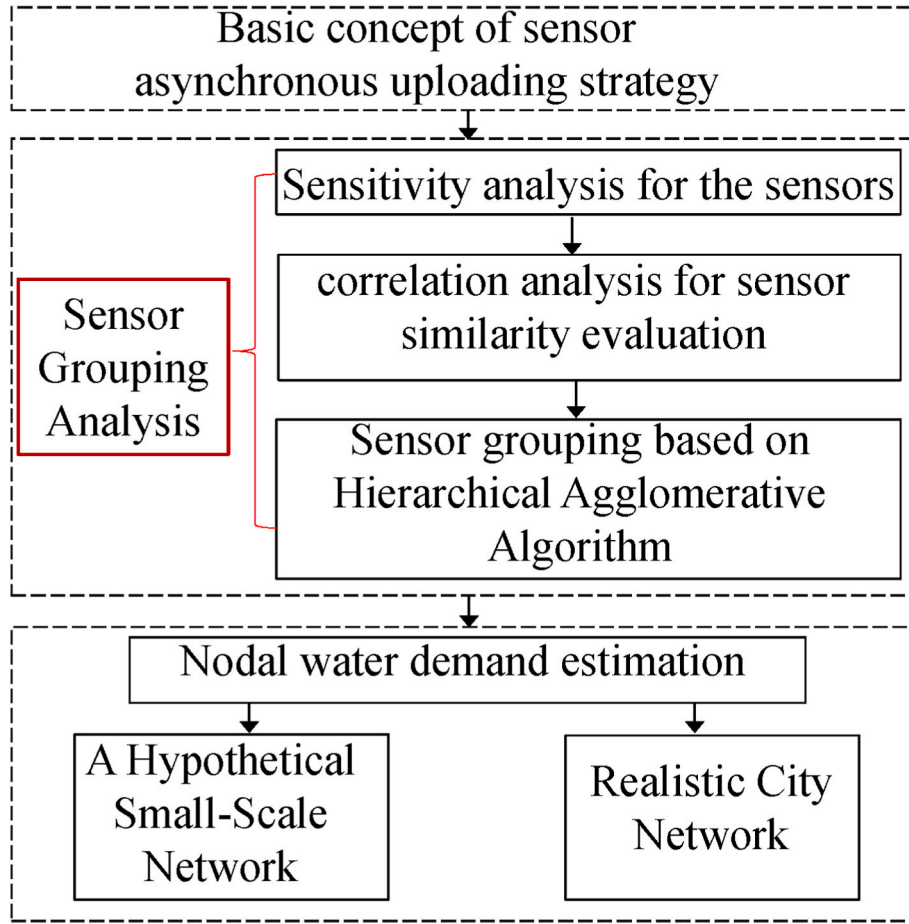 Basic concept of sensor
asynchronous uploading strategy
Sensitivity analysis for the sensors
correlation analysis for sensor
similarity evaluation
Sensor
Grouping
Analysis
Sensor grouping based on
Hierarchical Agglomerative
Algorithm
Nodal water demand estimation
A Hypothetical
Small-Scale
Network
Realistic City
Network